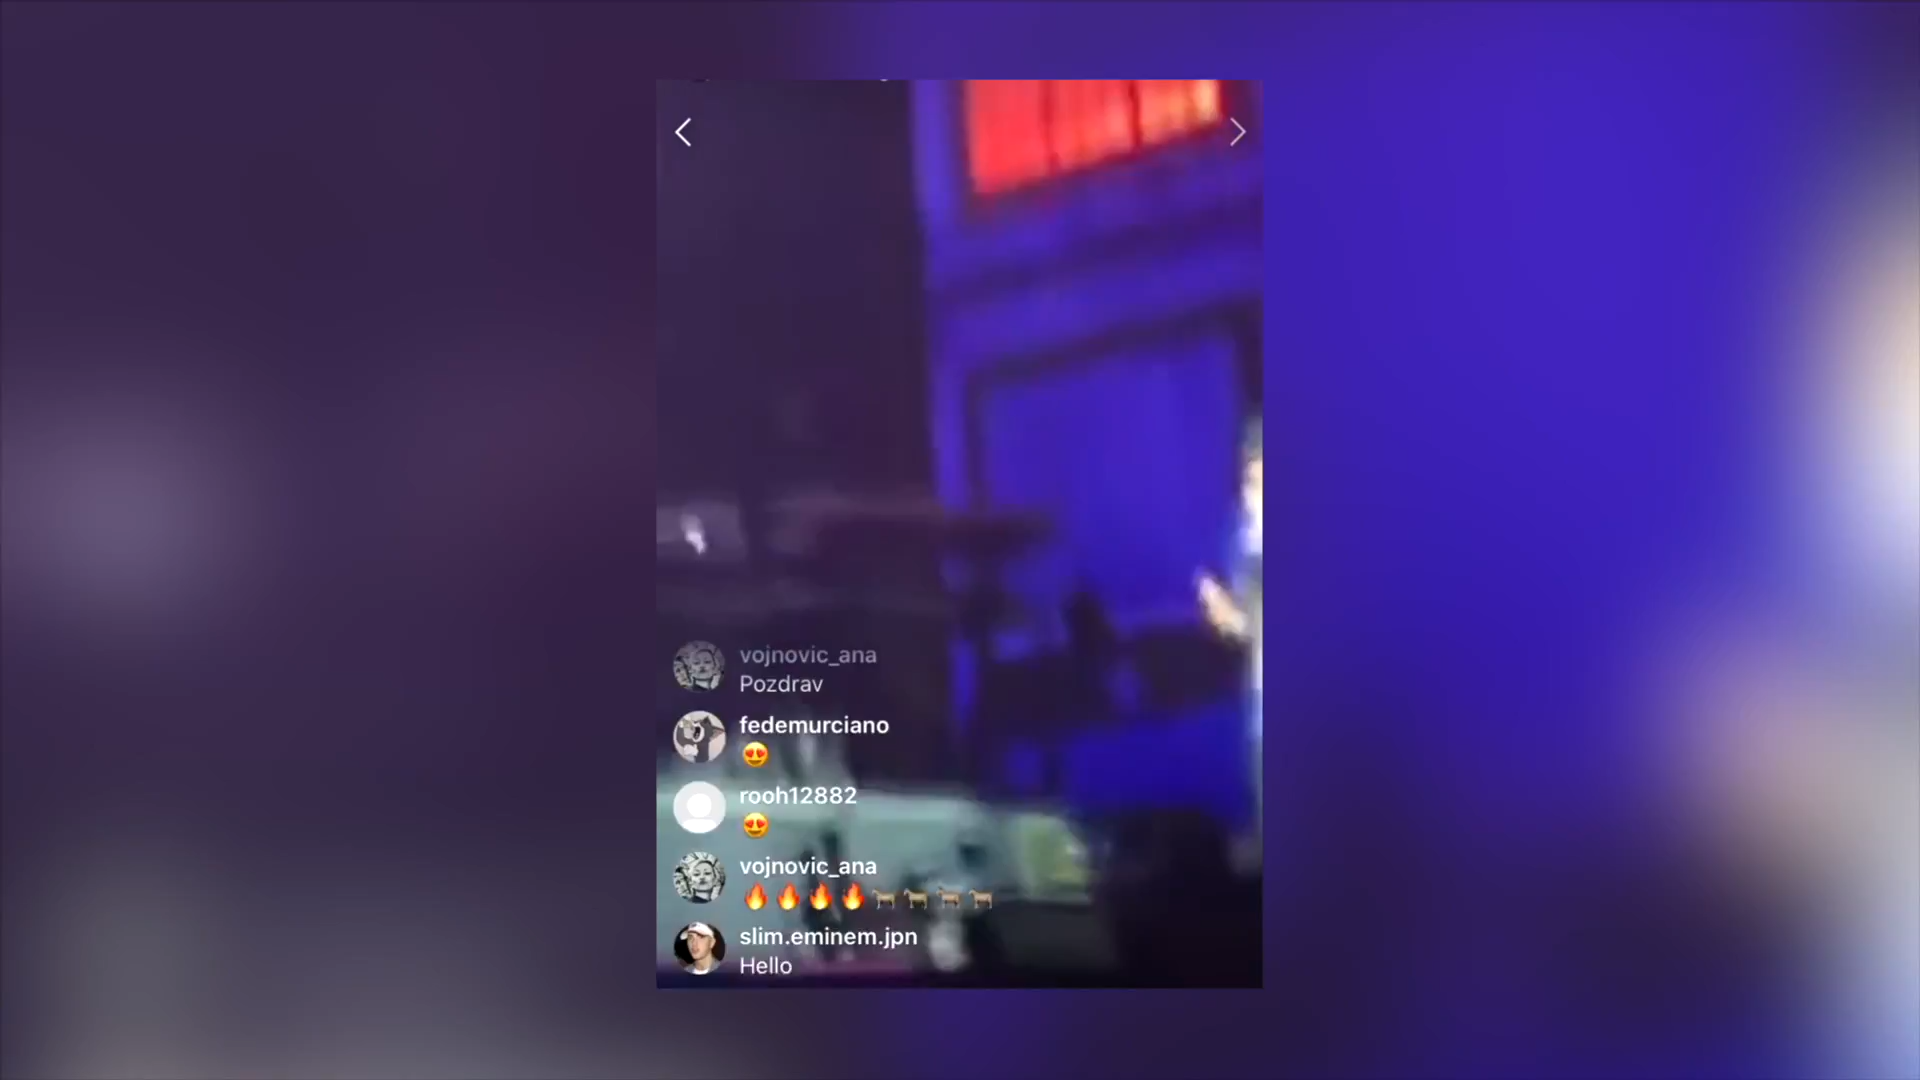 vojnovic_ana
Pozdrav
fedemurciano
😍
rooh12882
😍
vojnovic_ana
🔥🔥🔥🔥🐅🐅🐅🐅
slim.eminem.jpn
Hello